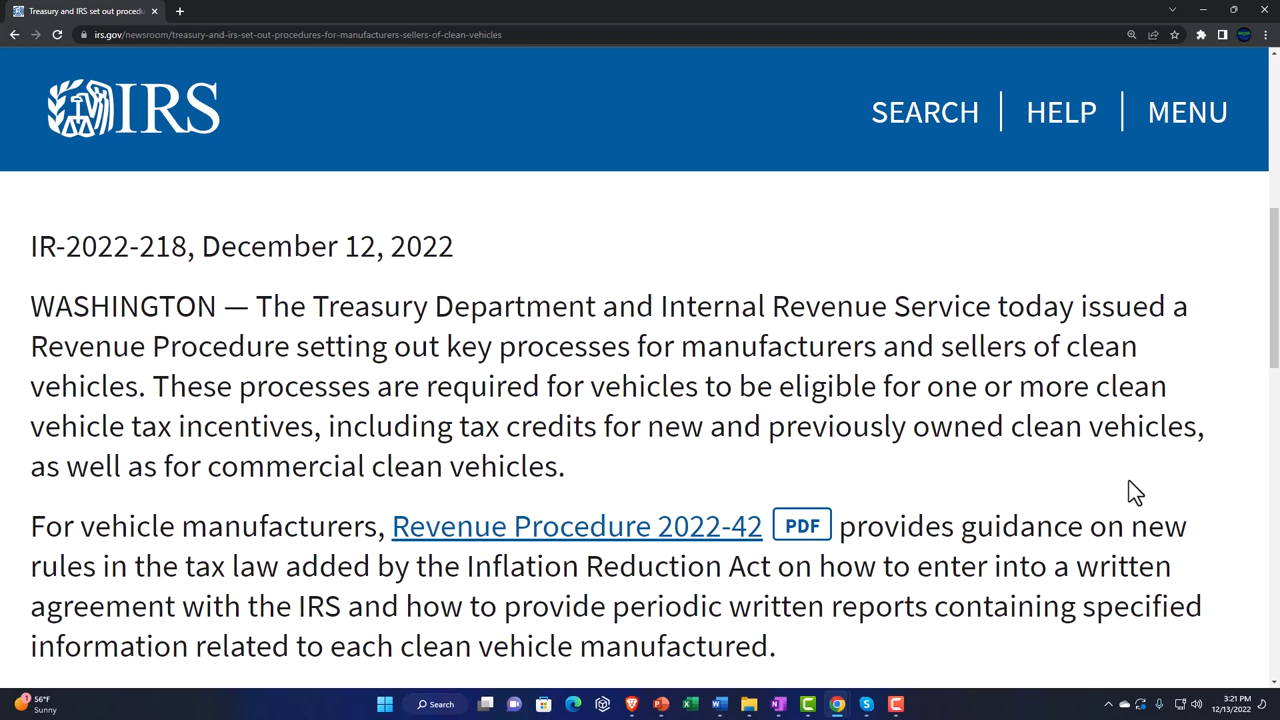 Treasury and IRS set out procedu
irs.gov/newsroom/treasury-and-irs-set-out-procedures-for-manufacturers-sellers-of-clean-vehicles
IRS
SEARCH HELP MENU
IR-2022-218, December 12, 2022
WASHINGTON — The Treasury Department and Internal Revenue Service today issued a
Revenue Procedure setting out key processes for manufacturers and sellers of clean
vehicles. These processes are required for vehicles to be eligible for one or more clean
vehicle tax incentives, including tax credits for new and previously owned clean vehicles,
as well as for commercial clean vehicles.
For vehicle manufacturers, Revenue Procedure 2022-42 PDF provides guidance on new
rules in the tax law added by the Inflation Reduction Act on how to enter into a written
agreement with the IRS and how to provide periodic written reports containing specified
information related to each clean vehicle manufactured.
1 56°F
Sunny
Search
3:21 PM
12/13/2022